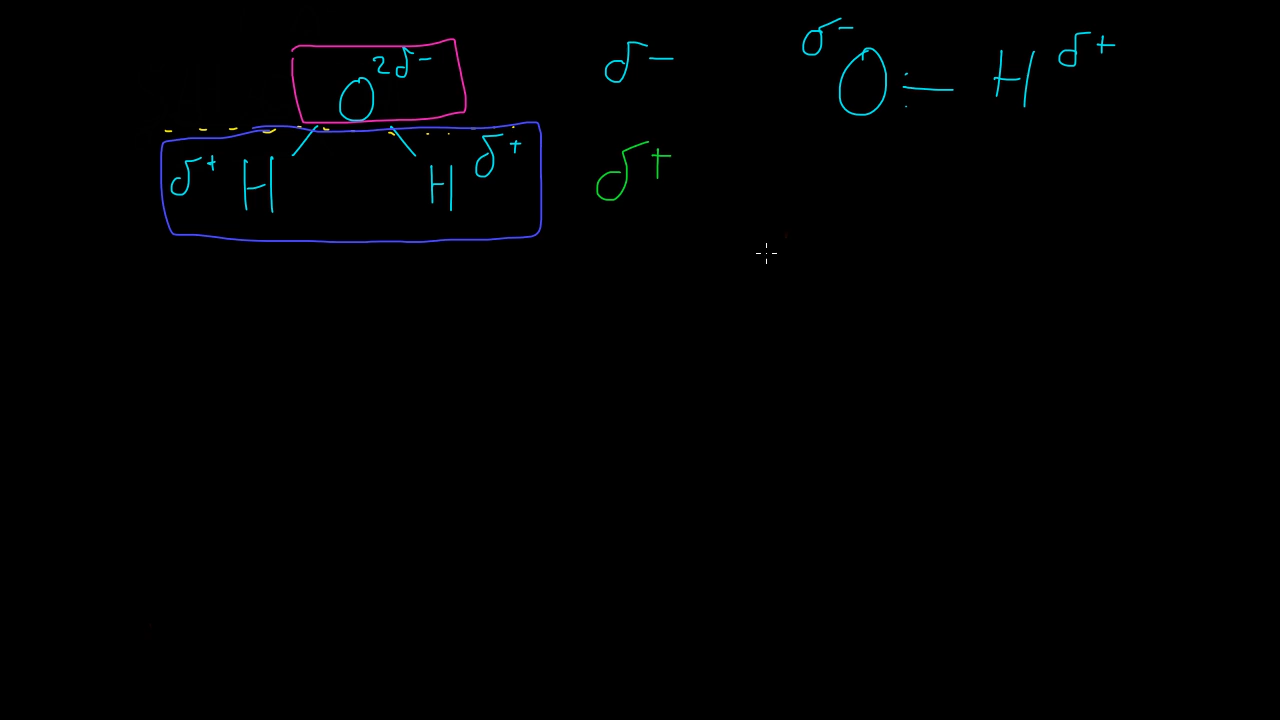 O 2δ−
δ+ H H δ+
δ−
δ+
δ− O : — H δ+